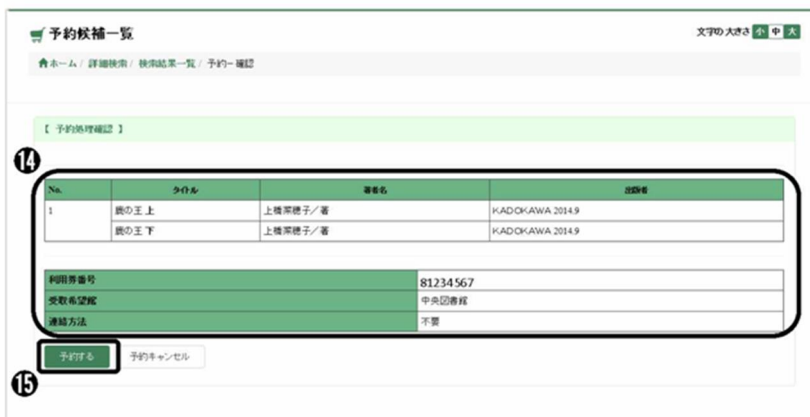 予約候補一覧
文字の大きさ 小 中 大
ホーム / 詳細検索 / 検索結果一覧 / 予約-確認
【 予約処理確認 】
⓮
No. タイトル 著者名 出版者
1 鹿の王 上 上橋菜穂子/著 KADOKAWA 2014.9
鹿の王 下 上橋菜穂子/著 KADOKAWA 2014.9
利用券番号 81234567
受取希望館 中央図書館
連絡方法 不要
予約する 予約キャンセル
⓯